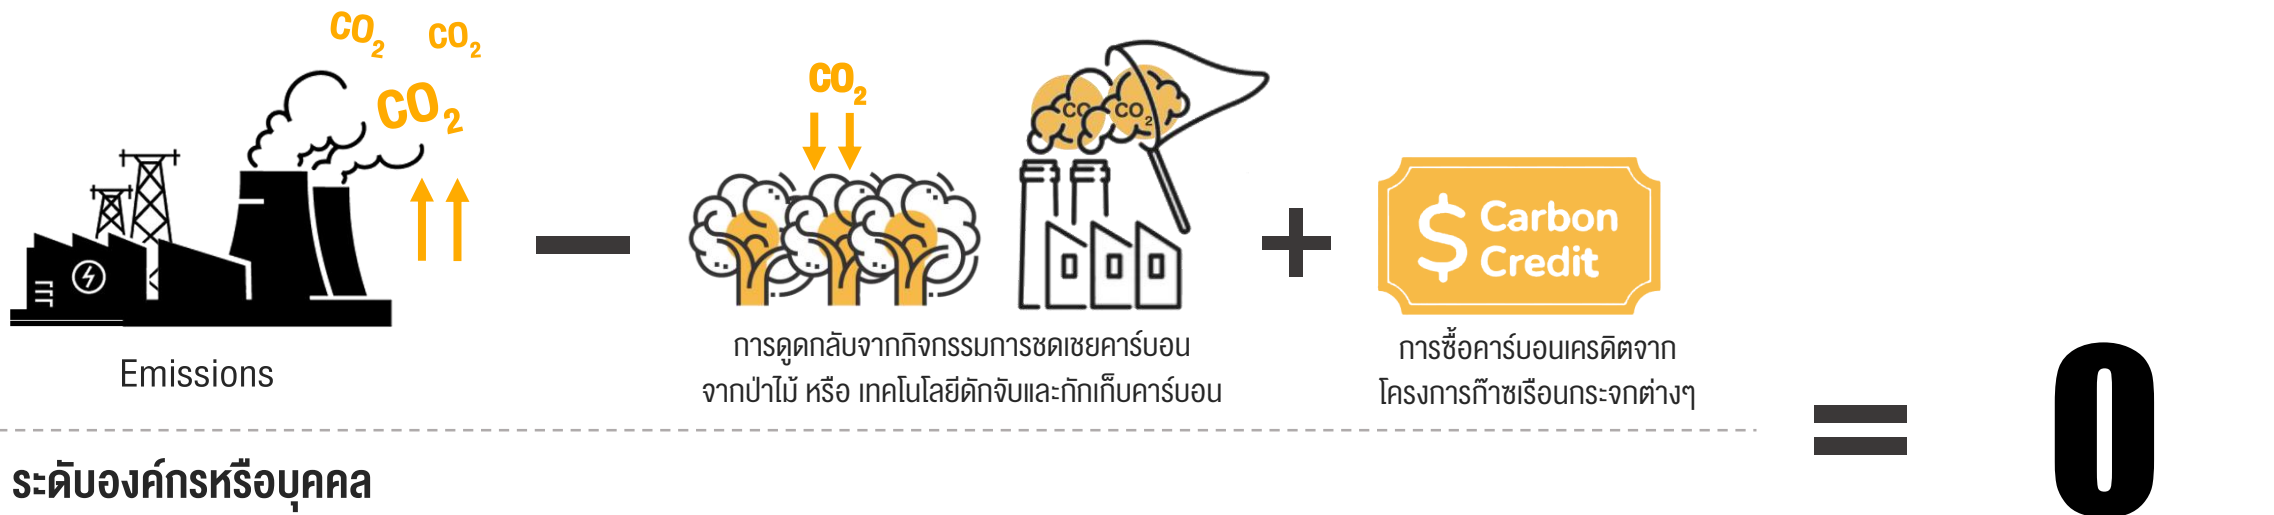 CO2
CO2
CO2
CO2
CO
CO2
− + $ Carbon
Credit
Emissions
การดูดกลับจากกิจกรรมการชดเชยคาร์บอน
จากป่าไม้ หรือ เทคโนโลยีดักจับและกักเก็บคาร์บอน
การซื้อคาร์บอนเครดิตจาก
โครงการก๊าซเรือนกระจกต่างๆ
= 0
ระดับองค์กรหรือบุคคล